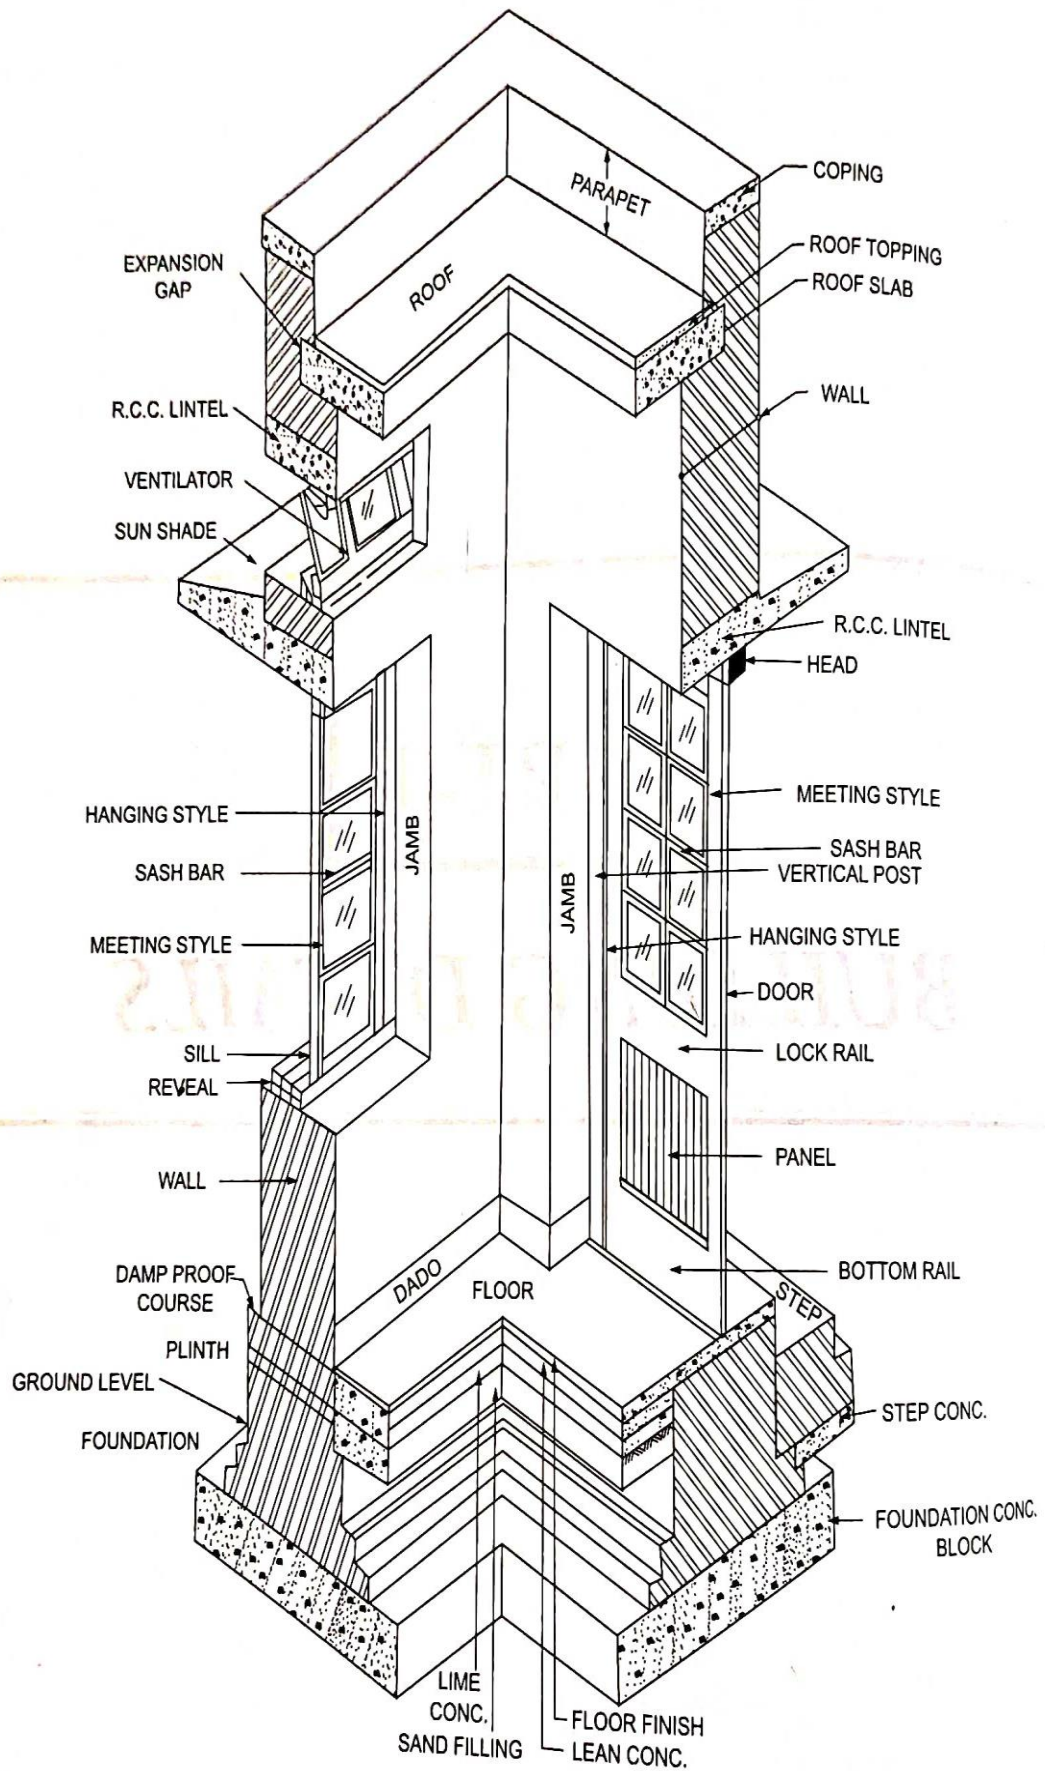 COPING
PARAPET
ROOF TOPPING
EXPANSION
GAP
ROOF
ROOF SLAB
WALL
R.C.C. LINTEL
VENTILATOR
SUN SHADE
R.C.C. LINTEL
HEAD
MEETING STYLE
HANGING STYLE
JAMB
SASH BAR
SASH BAR
VERTICAL POST
JAMB
MEETING STYLE
HANGING STYLE
DOOR
SILL
LOCK RAIL
REVEAL
WALL
PANEL
DAMP PROOF
COURSE
DADO
FLOOR
BOTTOM RAIL
STEP
PLINTH
GROUND LEVEL
STEP CONC.
FOUNDATION
FOUNDATION CONC.
BLOCK
LIME
CONC.
FLOOR FINISH
SAND FILLING
LEAN CONC.